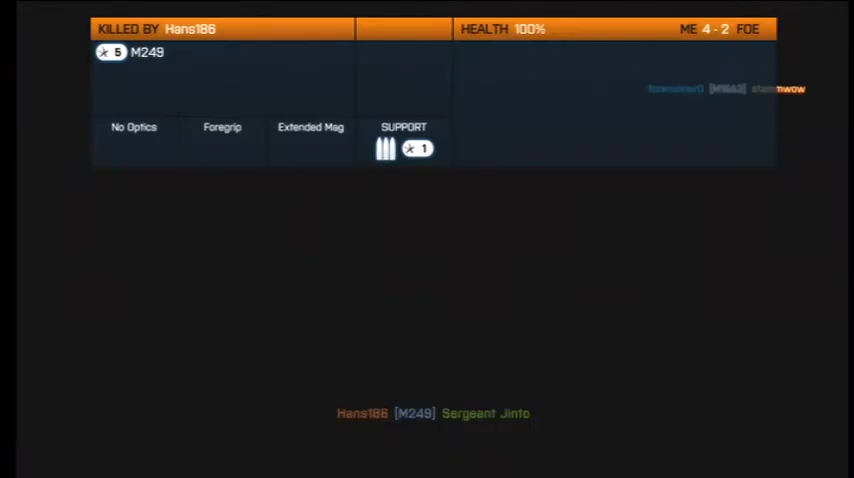 KILLED BY Hans186 HEALTH 100% ME 4 - 2 FOE
5 M249
[M16A3]
No Optics Foregrip Extended Mag SUPPORT
1
Hans186 [M249] Sergeant Jinto